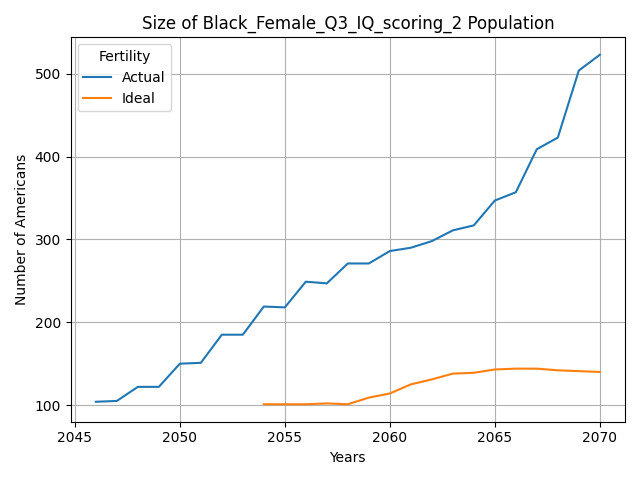 Size of Black_Female_Q3_IQ_scoring_2 Population
Fertility
Actual
Ideal
Number of Americans
500
400
300
200
100
2045 2050 2055 2060 2065 2070
Years